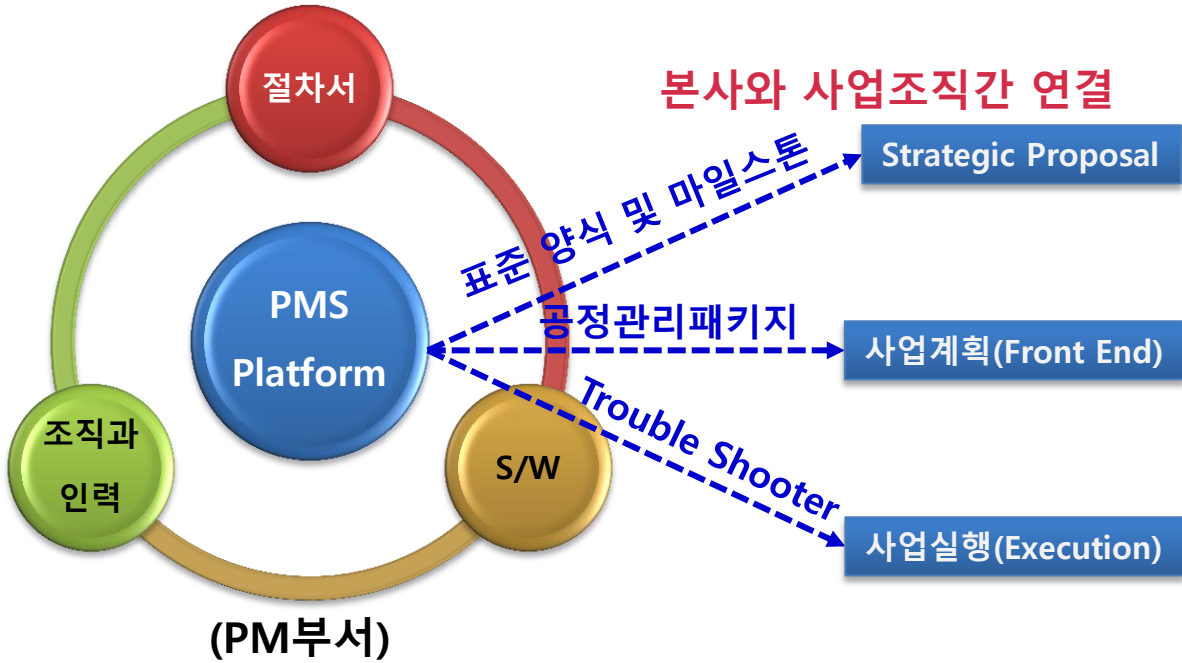 절차서
본사와 사업조직간 연결
Strategic Proposal
표준 양식 및 마일스톤
PMS
Platform
공정관리패키지
사업계획(Front End)
조직과
인력
S/W
Trouble Shooter
사업실행(Execution)
(PM부서)